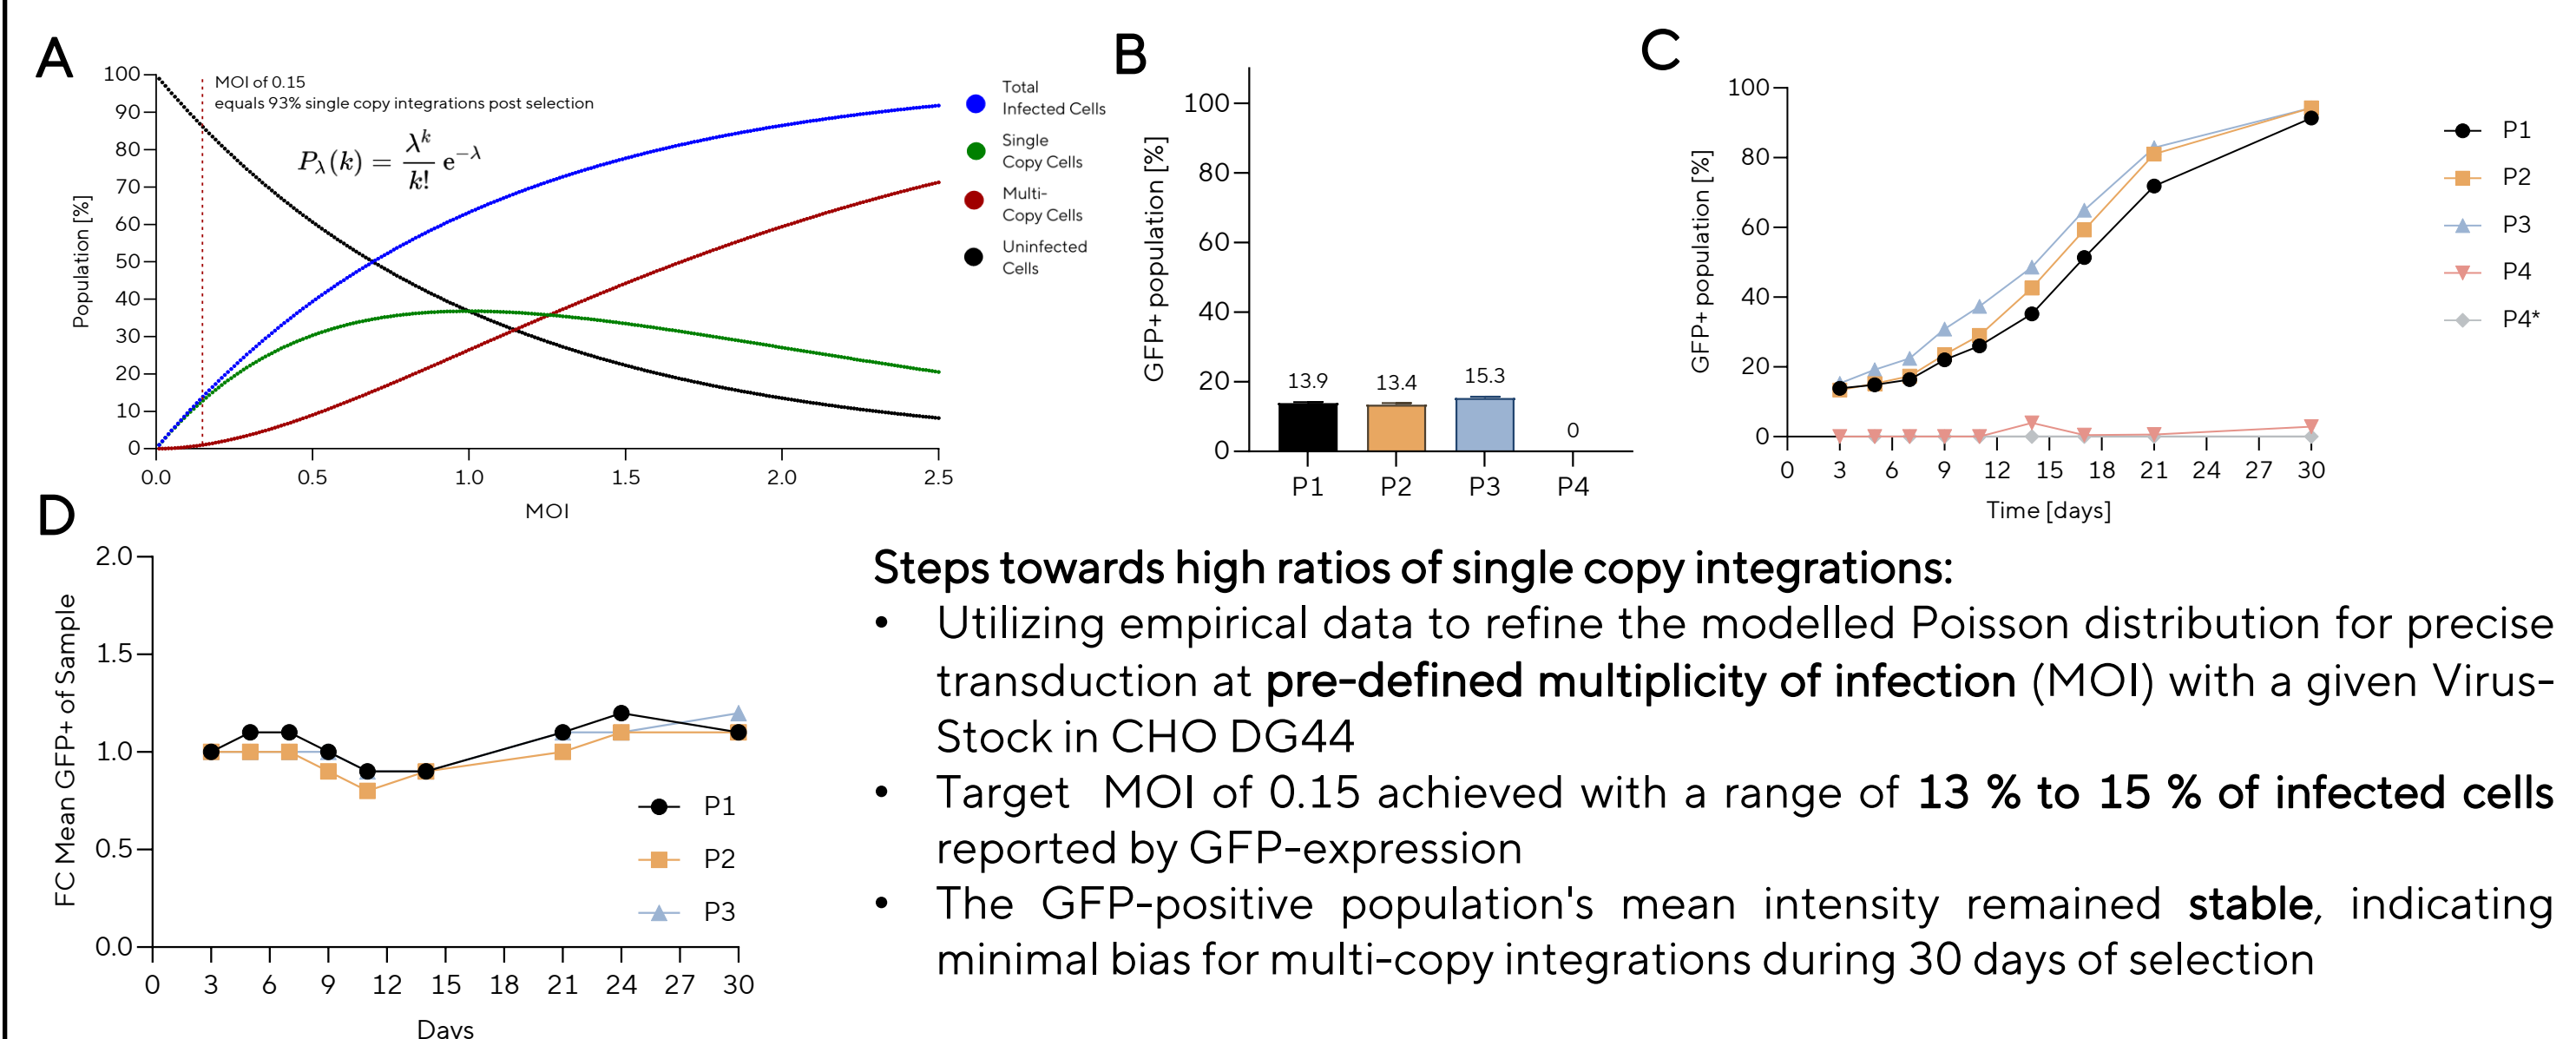 A
MOI of 0.15
equals 93% single copy integrations post selection
P_λ(k) = λ^k / k! e^−λ
Population [%]
100
90
80
70
60
50
40
30
20
10
0
0.0 0.5 1.0 1.5 2.0 2.5
MOI
Total
Infected Cells
Single
Copy Cells
Multi-
Copy Cells
Uninfected
Cells
B
GFP+ population [%]
100
80
60
40
20
0
13.9 13.4 15.3 0
P1 P2 P3 P4
C
GFP+ population [%]
100
80
60
40
20
0
0 3 6 9 12 15 18 21 24 27 30
Time [days]
P1
P2
P3
P4
P4*
D
FC Mean GFP+ of Sample
2.0
1.5
1.0
0.5
0.0
P1
P2
P3
0 3 6 9 12 15 18 21 24 27 30
Days
Steps towards high ratios of single copy integrations:
• Utilizing empirical data to refine the modelled Poisson distribution for precise
transduction at pre-defined multiplicity of infection (MOI) with a given Virus-
Stock in CHO DG44
• Target MOI of 0.15 achieved with a range of 13 % to 15 % of infected cells
reported by GFP-expression
• The GFP-positive population's mean intensity remained stable, indicating
minimal bias for multi-copy integrations during 30 days of selection